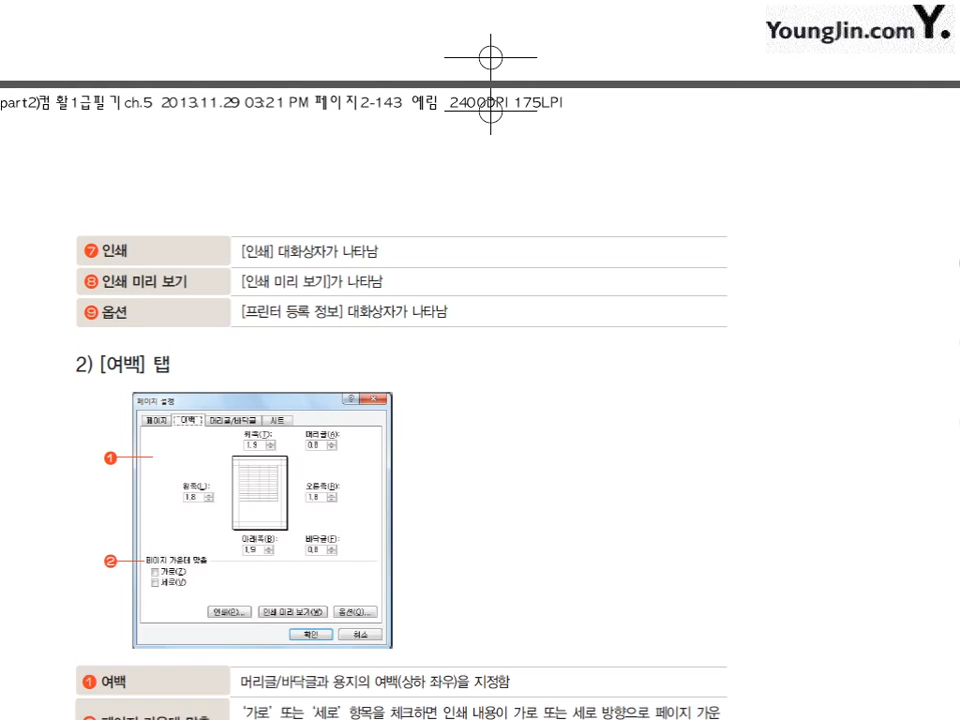 YoungJin.com Y.
part2)컴활1급필기ch.5 2013.11.29 03:21 PM 페이지2-143 예림 2400DPI 175LPI
❼ 인쇄 [인쇄] 대화상자가 나타남
❽ 인쇄 미리 보기 [인쇄 미리 보기]가 나타남
❾ 옵션 [프린터 등록 정보] 대화상자가 나타남
2) [여백] 탭
페이지 설정
페이지 여백 머리글/바닥글 시트
위쪽(T): 머리글(A):
1.9 0.8
❶
왼쪽(L): 오른쪽(R):
1.8 1.8
아래쪽(B): 바닥글(F):
1.9 0.8
❷ 페이지 가운데 맞춤
가로(Z)
세로(V)
인쇄(P)... 인쇄 미리 보기(W) 옵션(O)...
확인 취소
❶ 여백 머리글/바닥글과 용지의 여백(상하 좌우)을 지정함
‘가로’ 또는 ‘세로’ 항목을 체크하면 인쇄 내용이 가로 또는 세로 방향으로 페이지 가운